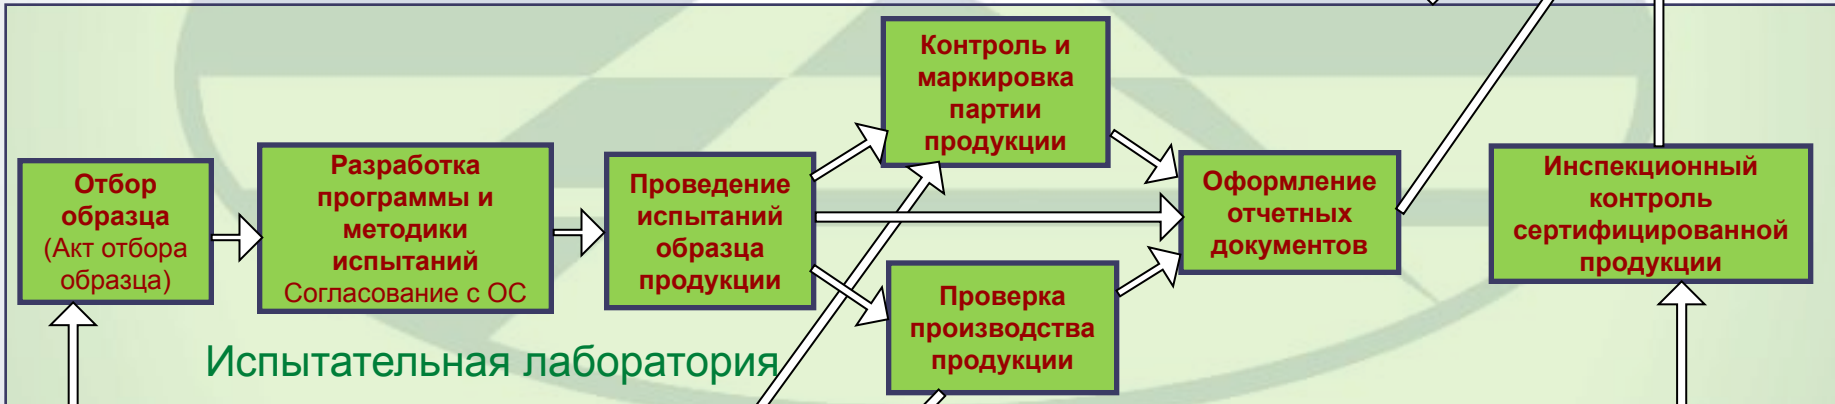 Отбор
образца
(Акт отбора
образца)
Разработка
программы и
методики
испытаний
Согласование с ОС
Проведение
испытаний
образца
продукции
Контроль и
маркировка
партии
продукции
Проверка
производства
продукции
Оформление
отчетных
документов
Инспекционный
контроль
сертифицированной
продукции
Испытательная лаборатория